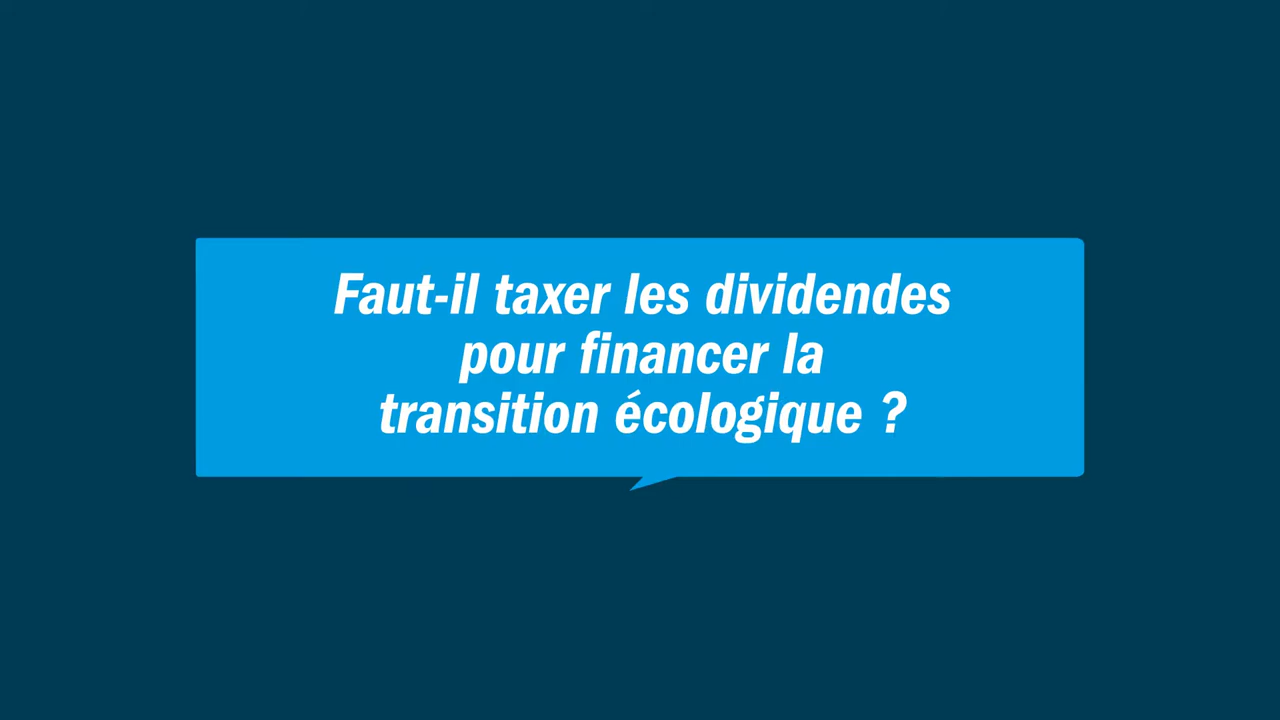 Faut-il taxer les dividendes
pour financer la
transition écologique ?